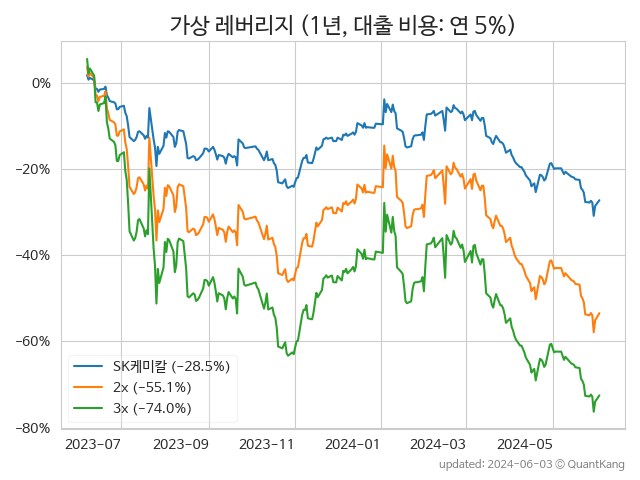 가상 레버리지 (1년, 대출 비용: 연 5%)
0%
−20%
−40%
−60%
−80%
SK케미칼 (−28.5%)
2x (−55.1%)
3x (−74.0%)
2023-07 2023-09 2023-11 2024-01 2024-03 2024-05
updated: 2024-06-03 © QuantKang